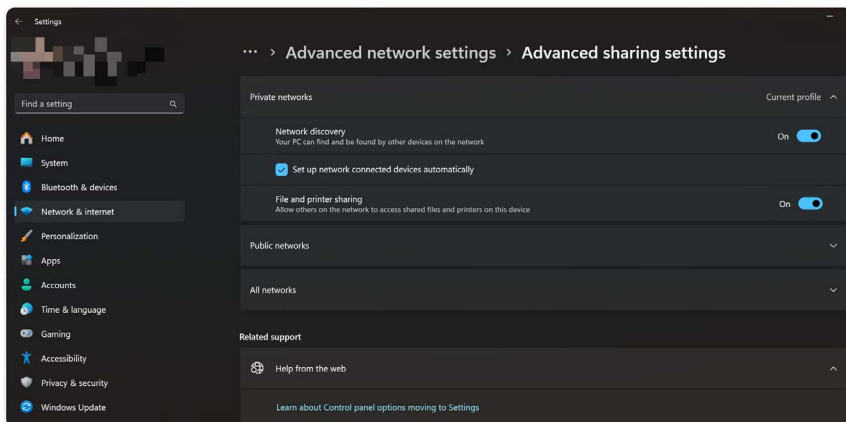 Settings
... > Advanced network settings > Advanced sharing settings
Find a setting
Home
System
Bluetooth & devices
Network & internet
Personalization
Apps
Accounts
Time & language
Gaming
Accessibility
Privacy & security
Windows Update
Private networks
Current profile
Network discovery
Your PC can find and be found by other devices on the network
On
Set up network connected devices automatically
File and printer sharing
Allow others on the network to access shared files and printers on this device
On
Public networks
All networks
Related support
Help from the web
Learn about Control panel options moving to Settings